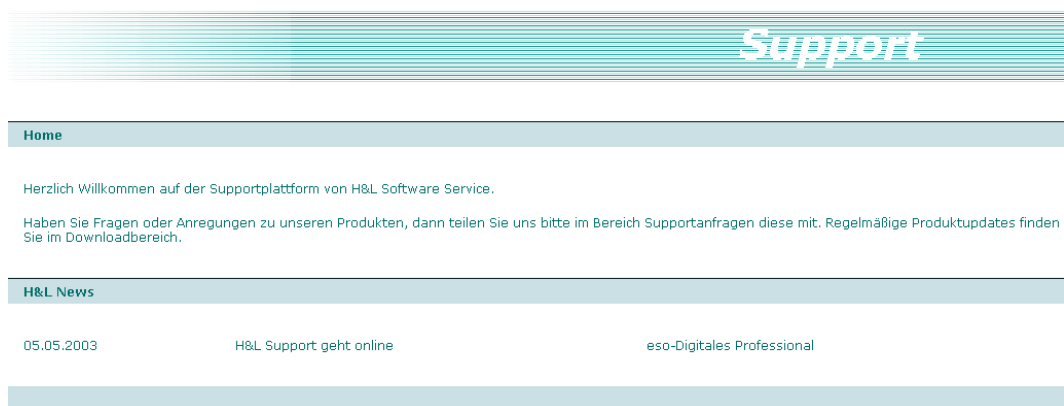 Support
Home
Herzlich Willkommen auf der Supportplattform von H&L Software Service.
Haben Sie Fragen oder Anregungen zu unseren Produkten, dann teilen Sie uns bitte im Bereich Supportanfragen diese mit. Regelmäßige Produktupdates finden
Sie im Downloadbereich.
H&L News
05.05.2003 H&L Support geht online eso-Digitales Professional